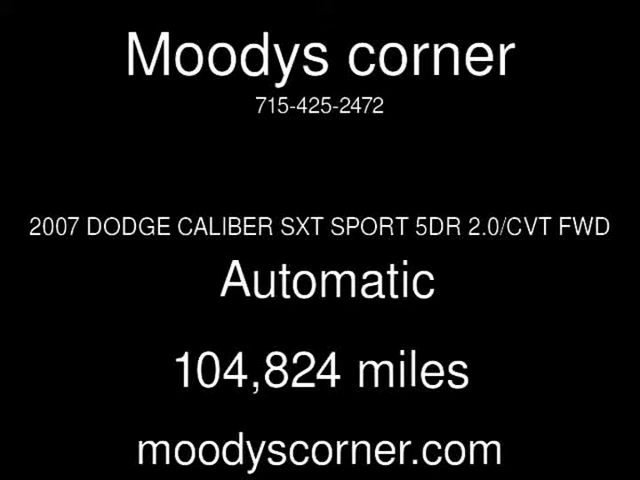 Moodys corner
715-425-2472
2007 DODGE CALIBER SXT SPORT 5DR 2.0/CVT FWD
Automatic
104,824 miles
moodyscorner.com